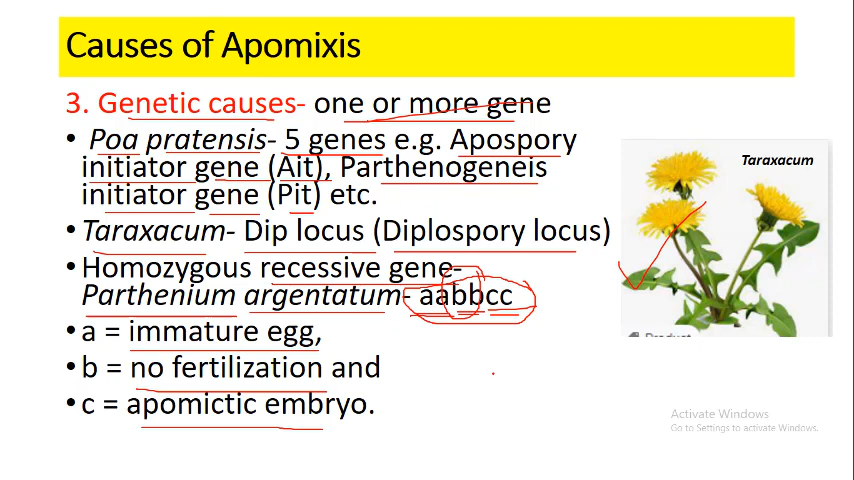 Causes of Apomixis
3. Genetic causes- one or more gene
• Poa pratensis- 5 genes e.g. Apospory
initiator gene (Ait), Parthenogeneis
initiator gene (Pit) etc.
• Taraxacum- Dip locus (Diplospory locus)
• Homozygous recessive gene-
Parthenium argentatum- aabbcc
• a = immature egg,
• b = no fertilization and
• c = apomictic embryo.
Taraxacum
Activate Windows
Go to Settings to activate Windows.